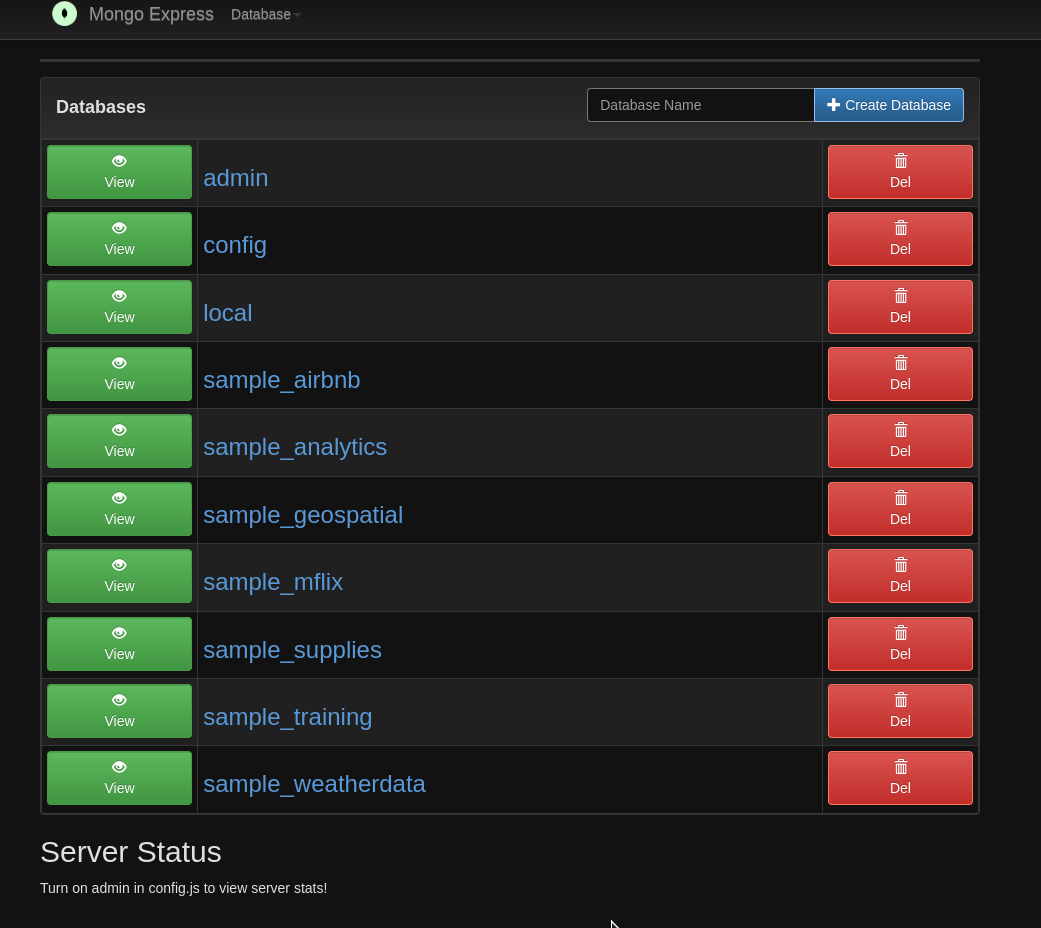 Mongo Express Database
Databases
Database Name
Create Database
View admin Del
View config Del
View local Del
View sample_airbnb Del
View sample_analytics Del
View sample_geospatial Del
View sample_mflix Del
View sample_supplies Del
View sample_training Del
View sample_weatherdata Del
Server Status
Turn on admin in config.js to view server stats!